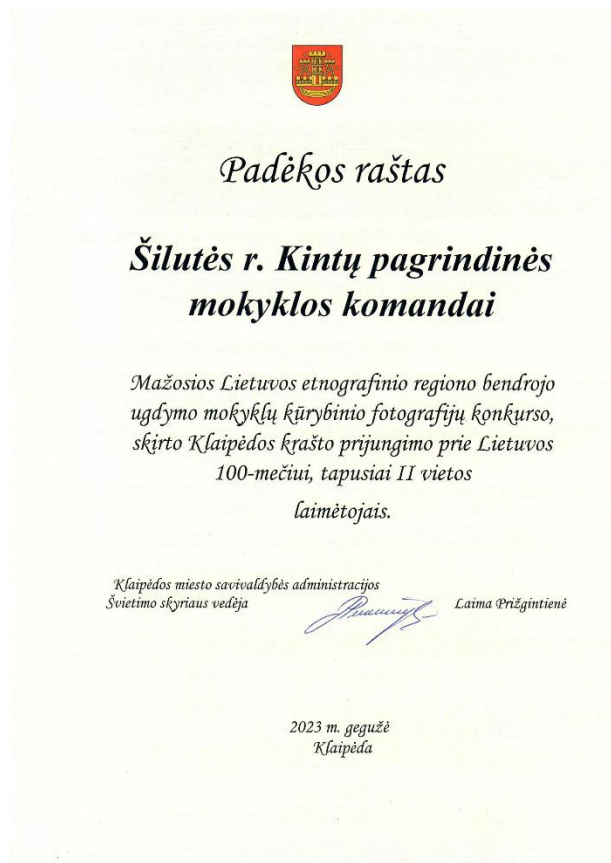 Padėkos raštas
Šilutės r. Kintų pagrindinės
mokyklos komandai
Mažosios Lietuvos etnografinio regiono bendrojo
ugdymo mokyklų kūrybinio fotografijų konkurso,
skirto Klaipėdos krašto prijungimo prie Lietuvos
100-mečiui, tapusiai II vietos
laimėtojais.
Klaipėdos miesto savivaldybės administracijos
Švietimo skyriaus vedėja Laima Prižgintienė
2023 m. gegužė
Klaipėda